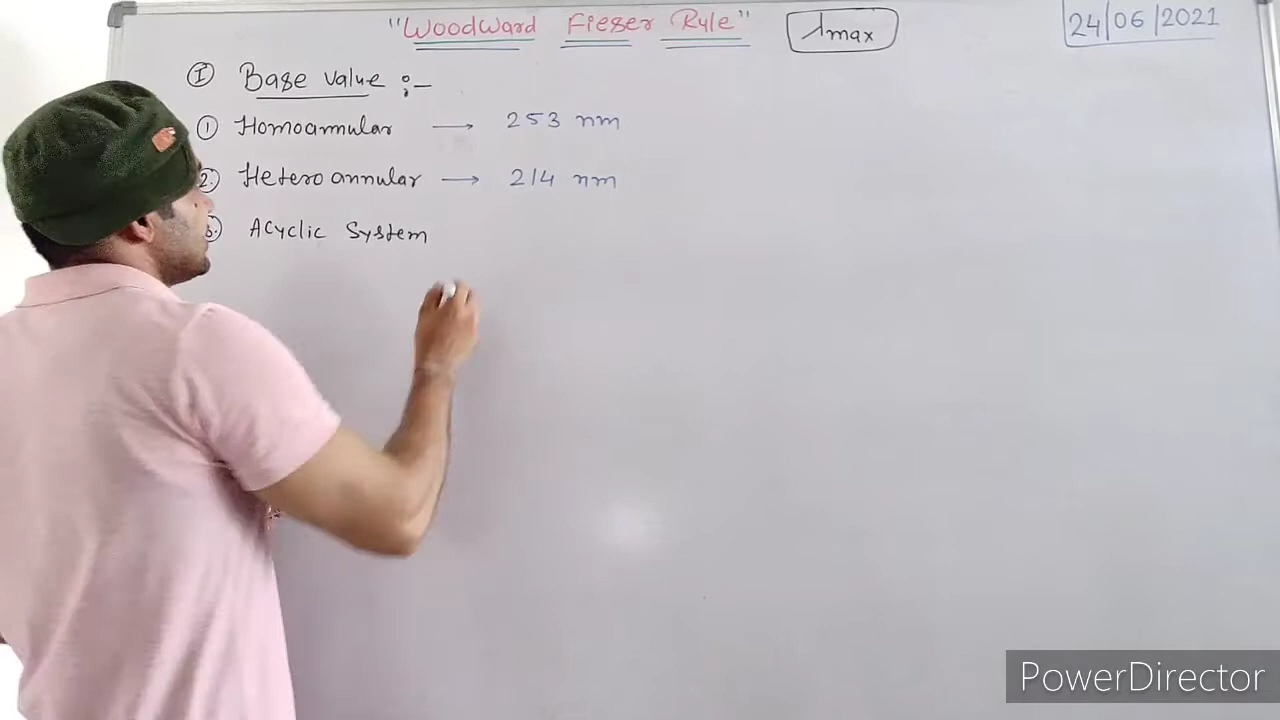 "Woodward Fieser Ryle" λmax 24/06/2021
I Base value :-
1 Homoannular → 253 nm
2. Heteroannular → 214 nm
3. Acyclic System
PowerDirector